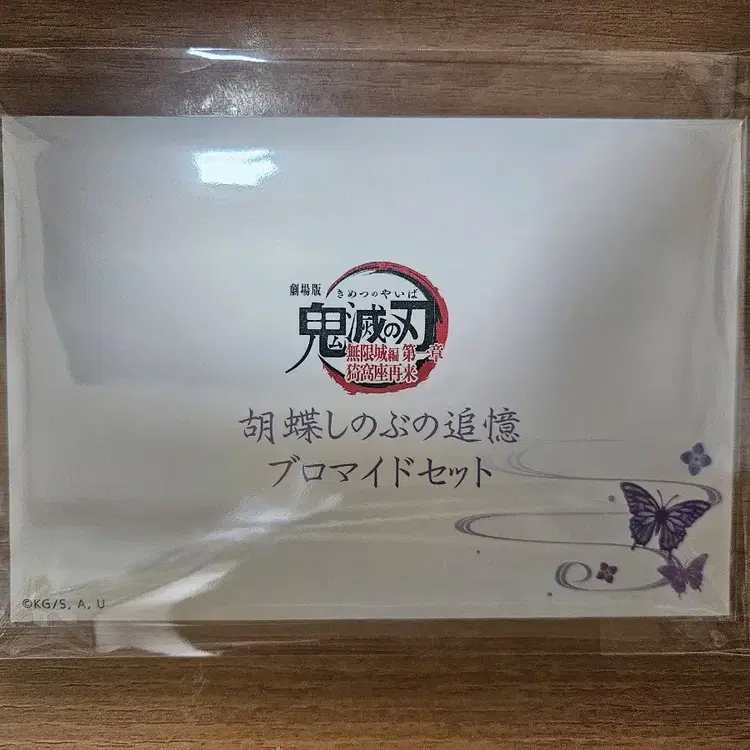 劇場版
きめつのやいば
鬼滅の刃
無限城編 第一章
猗窩座再来
胡蝶しのぶの追憶
ブロマイドセット
©KG/S, A, U